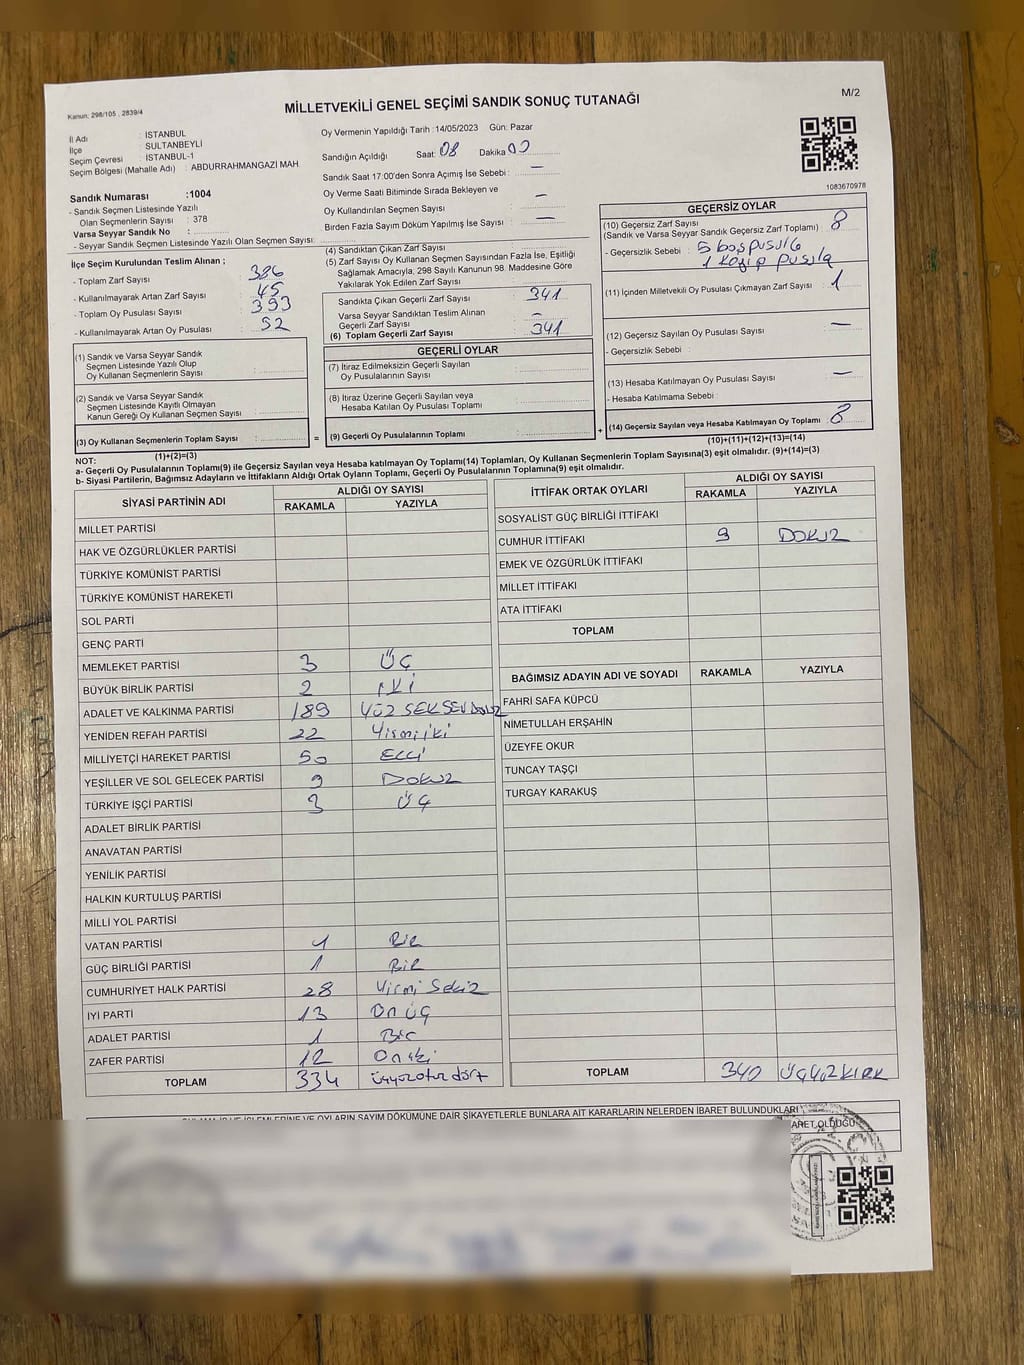 Kanun: 298/105 , 2839/4
MİLLETVEKİLİ GENEL SEÇİMİ SANDIK SONUÇ TUTANAĞI
M/2
İl Adı : İSTANBUL
İlçe : SULTANBEYLİ
Seçim Çevresi : İSTANBUL-1
Seçim Bölgesi (Mahalle Adı) : ABDURRAHMANGAZİ MAH.
Sandık Numarası :1004
- Sandık Seçmen Listesinde Yazılı
Olan Seçmenlerin Sayısı : 378
Varsa Seyyar Sandık No :
- Seyyar Sandık Seçmen Listesinde Yazılı Olan Seçmen Sayısı:
İlçe Seçim Kurulundan Teslim Alınan ;
- Toplam Zarf Sayısı : 386
- Kullanılmayarak Artan Zarf Sayısı : 45
- Toplam Oy Pusulası Sayısı : 393
- Kullanılmayarak Artan Oy Pusulası : 52
Oy Vermenin Yapıldığı Tarih :14/05/2023 Gün: Pazar
Sandığın Açıldığı Saat: 08 Dakika 00
Sandık Saat 17:00'den Sonra Açımış İse Sebebi : —
Oy Verme Saati Bitiminde Sırada Bekleyen ve
Oy Kullandırılan Seçmen Sayısı : —
Birden Fazla Sayım Döküm Yapılmış İse Sayısı : —
(4) Sandıktan Çıkan Zarf Sayısı :
(5) Zarf Sayısı Oy Kullanan Seçmen Sayısından Fazla İse, Eşitliği
Sağlamak Amacıyla, 298 Sayılı Kanunun 98. Maddesine Göre
Yakılarak Yok Edilen Zarf Sayısı :
Sandıkta Çıkan Geçerli Zarf Sayısı : 341
Varsa Seyyar Sandıktan Teslim Alınan
Geçerli Zarf Sayısı : —
(6) Toplam Geçerli Zarf Sayısı : 341
1083670978
GEÇERSİZ OYLAR
(10) Geçersiz Zarf Sayısı
(Sandık ve Varsa Seyyar Sandık Geçersiz Zarf Toplamı) : 8
- Geçersizlik Sebebi : 5 boş pusula
1 kayıp pusula
(11) İçinden Milletvekili Oy Pusulası Çıkmayan Zarf Sayısı : 1
(12) Geçersiz Sayılan Oy Pusulası Sayısı : —
- Geçersizlik Sebebi :
(13) Hesaba Katılmayan Oy Pusulası Sayısı : —
- Hesaba Katılmama Sebebi :
(14) Geçersiz Sayılan veya Hesaba Katılmayan Oy Toplamı : 8
(10)+(11)+(12)+(13)=(14)
(1) Sandık ve Varsa Seyyar Sandık
Seçmen Listesinde Yazılı Olup
Oy Kullanan Seçmenlerin Sayısı :
(2) Sandık ve Varsa Seyyar Sandık
Seçmen Listesinde Kayıtlı Olmayan
Kanun Gereği Oy Kullanan Seçmen Sayısı :
(3) Oy Kullanan Seçmenlerin Toplam Sayısı :
(1)+(2)=(3)
=
GEÇERLİ OYLAR
(7) İtiraz Edilmeksizin Geçerli Sayılan
Oy Pusulalarının Sayısı :
(8) İtiraz Üzerine Geçerli Sayılan veya
Hesaba Katılan Oy Pusulası Toplamı :
(9) Geçerli Oy Pusulalarının Toplamı :
+
NOT:
a- Geçerli Oy Pusulalarının Toplamı(9) ile Geçersiz Sayılan veya Hesaba katılmayan Oy Toplamı(14) Toplamları, Oy Kullanan Seçmenlerin Toplam Sayısına(3) eşit olmalıdır. (9)+(14)=(3)
b- Siyasi Partilerin, Bağımsız Adayların ve İttifakların Aldığı Ortak Oyların Toplamı, Geçerli Oy Pusulalarının Toplamına(9) eşit olmalıdır.
SİYASİ PARTİNİN ADI ALDIĞI OY SAYISI
RAKAMLA YAZIYLA
MİLLET PARTİSİ
HAK VE ÖZGÜRLÜKLER PARTİSİ
TÜRKİYE KOMÜNİST PARTİSİ
TÜRKİYE KOMÜNİST HAREKETİ
SOL PARTİ
GENÇ PARTİ
MEMLEKET PARTİSİ 3 ÜÇ
BÜYÜK BİRLİK PARTİSİ 2 iki
ADALET VE KALKINMA PARTİSİ 189 YÜZ SEKSEN DOKUZ
YENİDEN REFAH PARTİSİ 22 Yirmi iki
MİLLİYETÇİ HAREKET PARTİSİ 50 ELLİ
YEŞİLLER VE SOL GELECEK PARTİSİ 9 DOKUZ
TÜRKİYE İŞÇİ PARTİSİ 3 ÜÇ
ADALET BİRLİK PARTİSİ
ANAVATAN PARTİSİ
YENİLİK PARTİSİ
HALKIN KURTULUŞ PARTİSİ
MİLLİ YOL PARTİSİ
VATAN PARTİSİ 1 BİR
GÜÇ BİRLİĞİ PARTİSİ 1 BİR
CUMHURİYET HALK PARTİSİ 28 Yirmi Sekiz
İYİ PARTİ 13 On üç
ADALET PARTİSİ 1 Bir
ZAFER PARTİSİ 12 On iki
TOPLAM 334 Üçyüzotuz dört
İTTİFAK ORTAK OYLARI ALDIĞI OY SAYISI
RAKAMLA YAZIYLA
SOSYALİST GÜÇ BİRLİĞİ İTTİFAKI
CUMHUR İTTİFAKI 9 DOKUZ
EMEK VE ÖZGÜRLÜK İTTİFAKI
MİLLET İTTİFAKI
ATA İTTİFAKI
TOPLAM
BAĞIMSIZ ADAYIN ADI VE SOYADI RAKAMLA YAZIYLA
FAHRİ SAFA KÜPCÜ
NİMETULLAH ERŞAHİN
ÜZEYFE OKUR
TUNCAY TAŞÇI
TURGAY KARAKUŞ
TOPLAM 340 ÜÇYÜZ KIRK
İŞLEMLERİNE VE OYLARIN SAYIM DÖKÜMÜNE DAİR ŞİKAYETLERLE BUNLARA AİT KARARLARIN NELERDEN İBARET BULUNDUKLARI
OLDUĞU